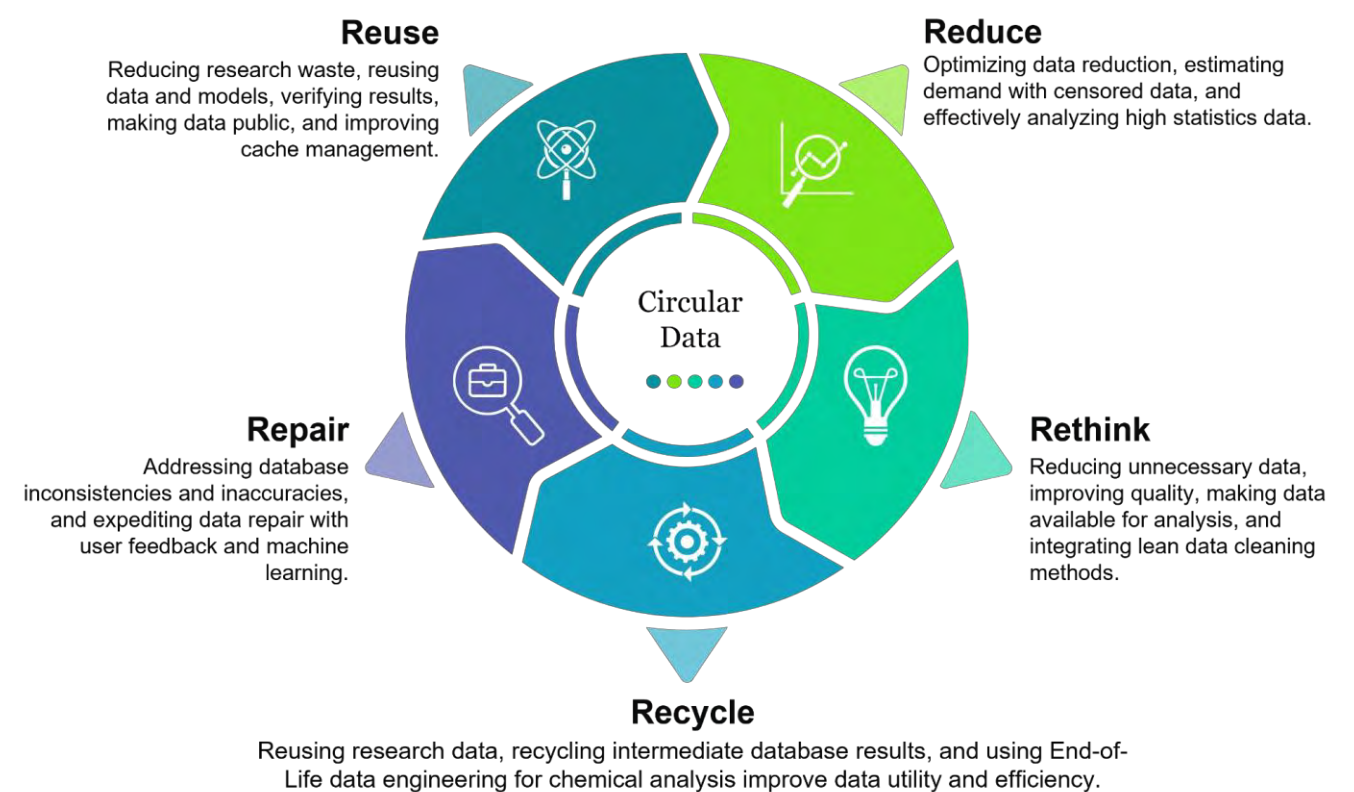 Reuse
Reducing research waste, reusing
data and models, verifying results,
making data public, and improving
cache management.
Reduce
Optimizing data reduction, estimating
demand with censored data, and
effectively analyzing high statistics data.
Circular
Data
Repair
Addressing database
inconsistencies and inaccuracies,
and expediting data repair with
user feedback and machine
learning.
Rethink
Reducing unnecessary data,
improving quality, making data
available for analysis, and
integrating lean data cleaning
methods.
Recycle
Reusing research data, recycling intermediate database results, and using End-of-
Life data engineering for chemical analysis improve data utility and efficiency.